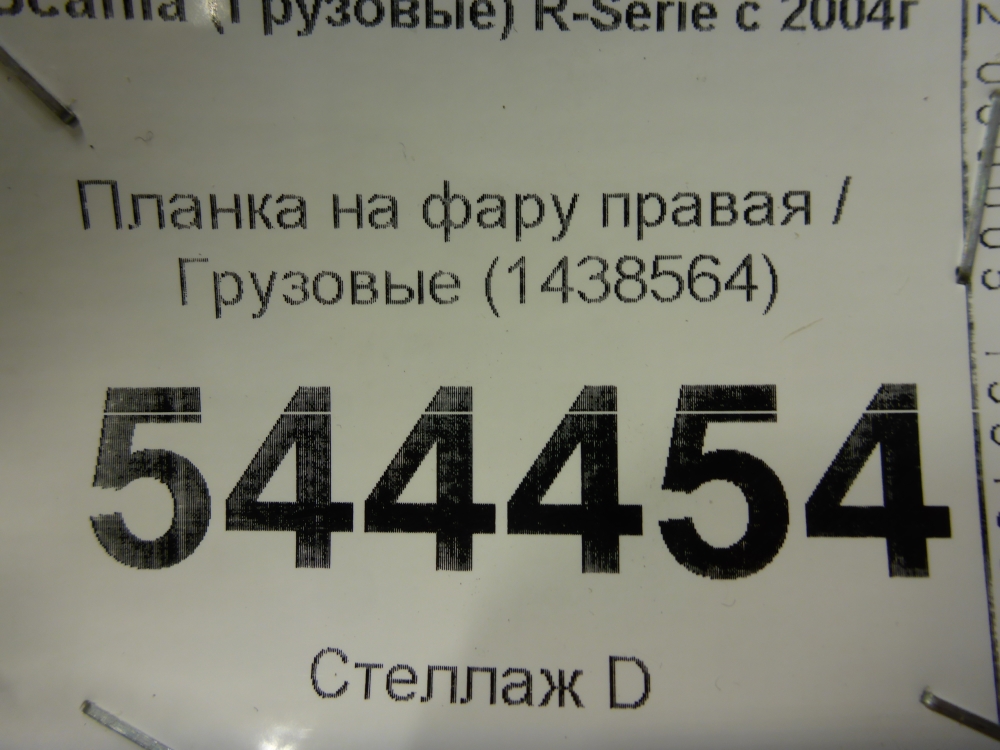 Scania (Грузовые) R-Serie с 2004г
Планка на фару правая /
Грузовые (1438564)
544454
Стеллаж D